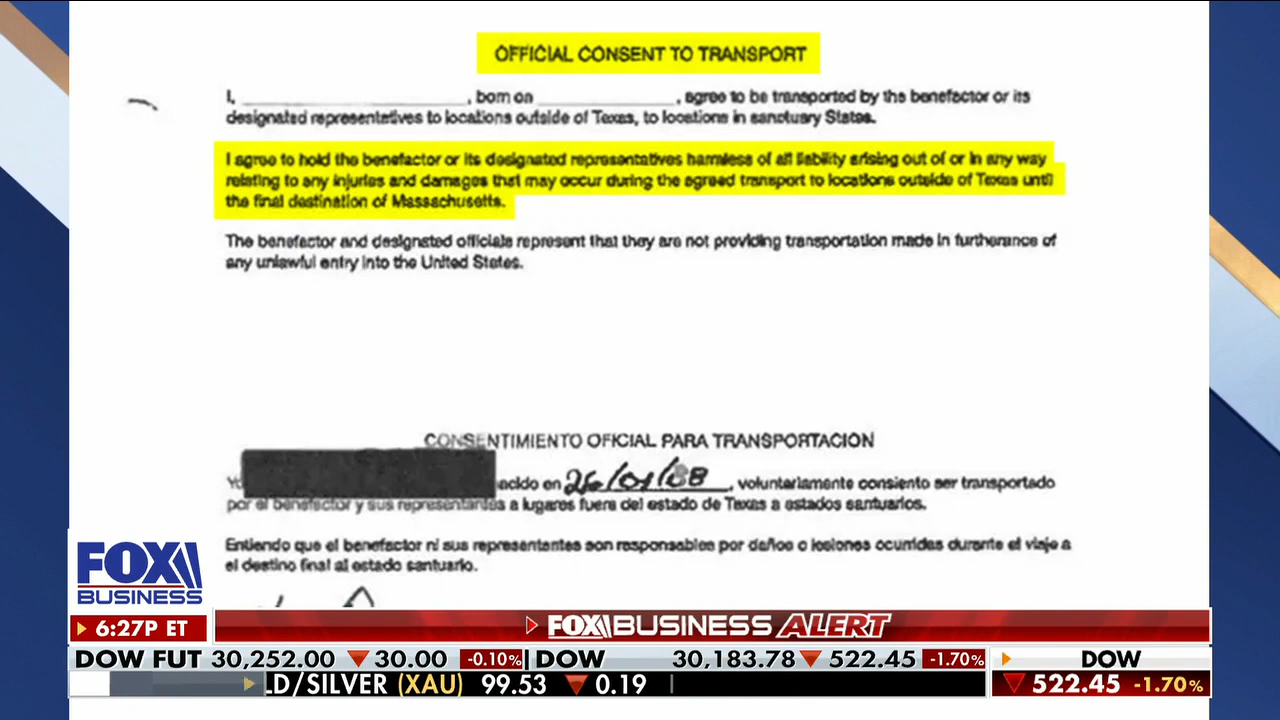 OFFICIAL CONSENT TO TRANSPORT
I, ____________________, born on ____________, agree to be transported by the benefactor or its
designated representatives to locations outside of Texas, to locations in sanctuary States.
I agree to hold the benefactor or its designated representatives harmless of all liability arising out of or in any way
relating to any injuries and damages that may occur during the agreed transport to locations outside of Texas until
the final destination of Massachusetts.
The benefactor and designated officials represent that they are not providing transportation made in furtherance of
any unlawful entry into the United States.
CONSENTIMIENTO OFICIAL PARA TRANSPORTACIÓN
acido en 26/01/88, voluntariamente consiento ser transportado
por el benefactor y sus representantes a lugares fuera del estado de Texas a estados santuarios.
Entiendo que el benefactor ni sus representantes son responsables por daños o lesiones ocurridas durante el viaje a
el destino final al estado santuario.
FOX
BUSINESS
6:27P ET
FOX BUSINESS ALERT
DOW FUT 30,252.00 ▼ 30.00 -0.10% DOW 30,183.78 ▼ 522.45 -1.70%
DOW
LD/SILVER (XAU) 99.53 ▼ 0.19
▼ 522.45 -1.70%